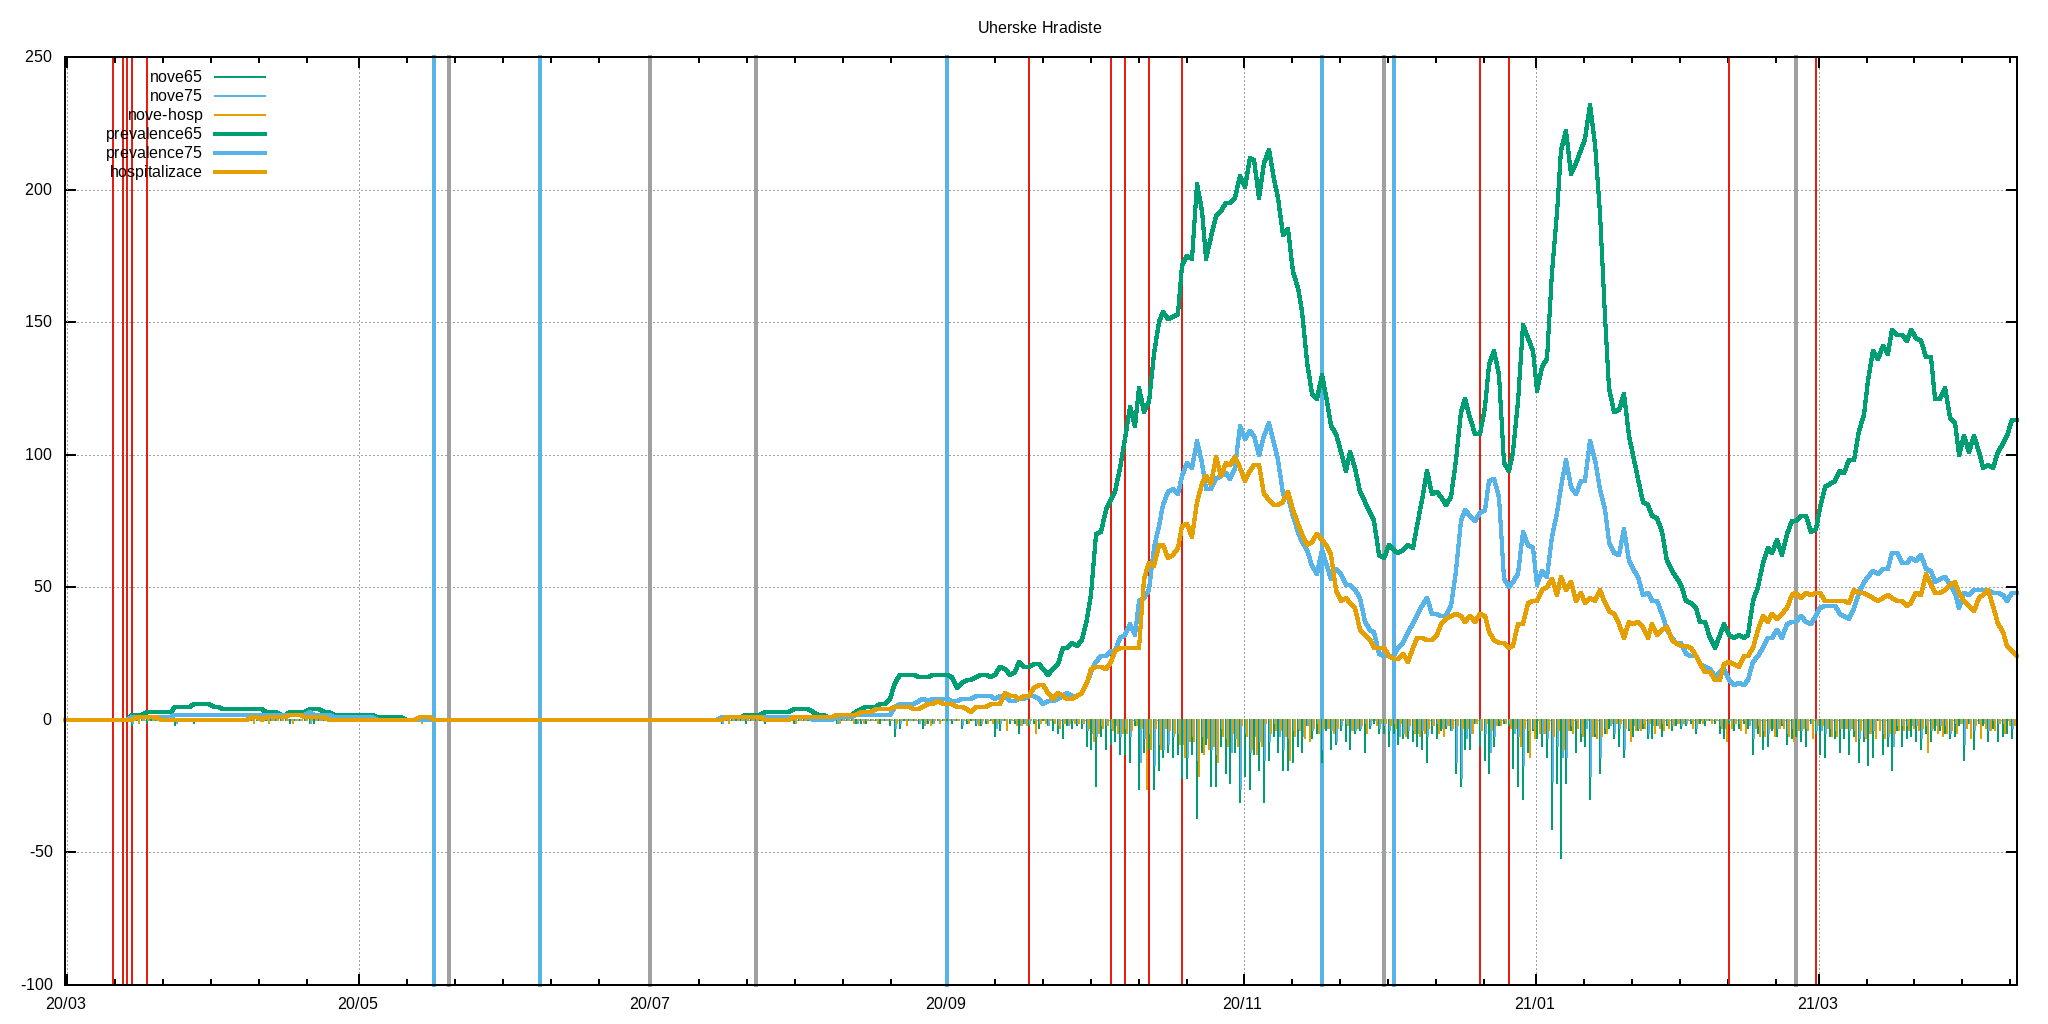 Uherske Hradiste
250
nove65
nove75
nove-hosp
prevalence65
prevalence75
hospitalizace
200
150
100
50
0
-50
-100
20/03 20/05 20/07 20/09 20/11 21/01 21/03